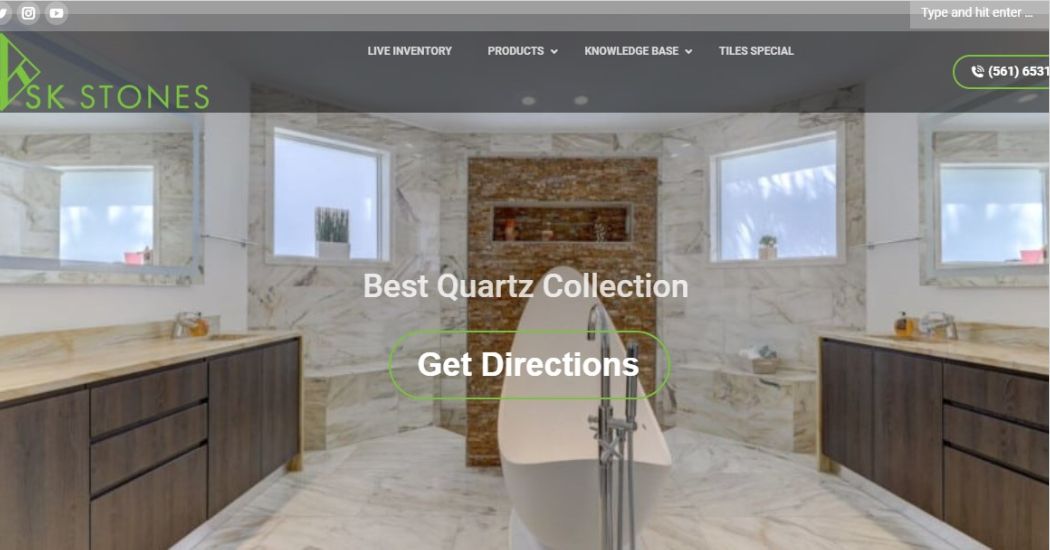 Type and hit enter ...
LIVE INVENTORY
PRODUCTS
KNOWLEDGE BASE
TILES SPECIAL
SK STONES
(561) 6531
Best Quartz Collection
Get Directions